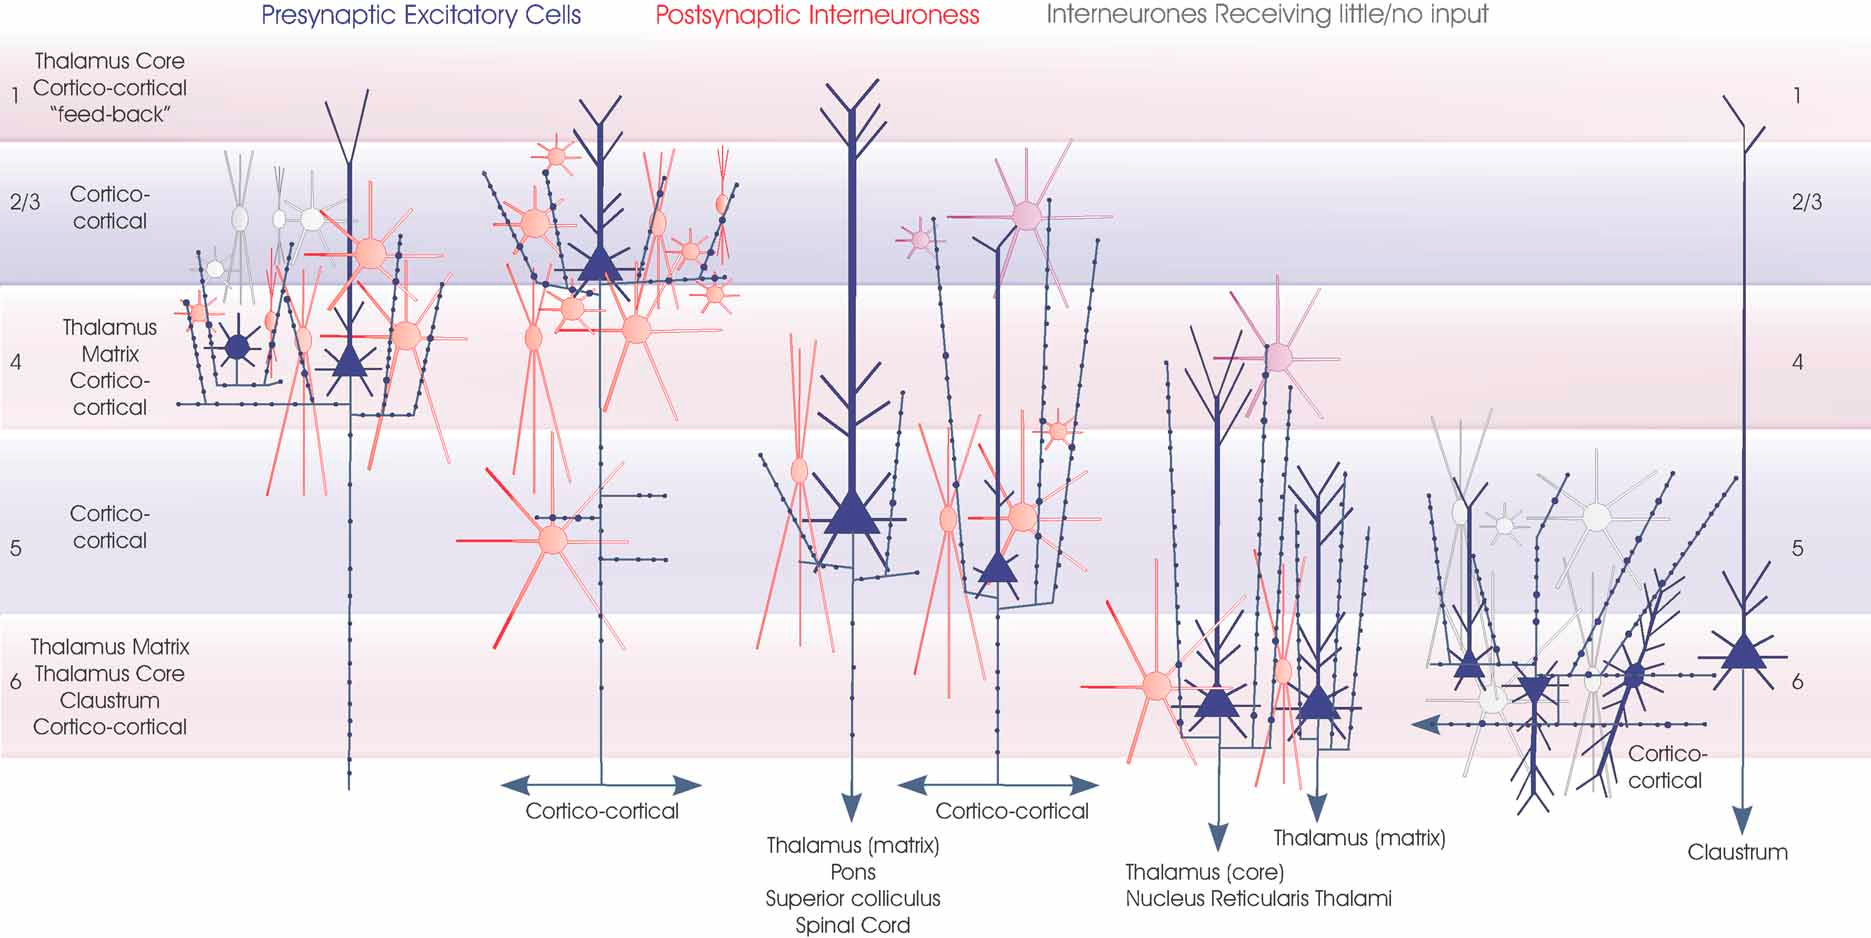 Presynaptic Excitatory Cells
Postsynaptic Interneuroness
Interneurones Receiving little/no input
1
Thalamus Core
Cortico-cortical
“feed-back”
1
2/3
Cortico-
cortical
2/3
4
Thalamus
Matrix
Cortico-
cortical
4
5
Cortico-
cortical
5
6
Thalamus Matrix
Thalamus Core
Claustrum
Cortico-cortical
6
Cortico-
cortical
Cortico-cortical
Thalamus (matrix)
Pons
Superior colliculus
Spinal Cord
Cortico-cortical
Thalamus (core)
Nucleus Reticularis Thalami
Thalamus (matrix)
Claustrum